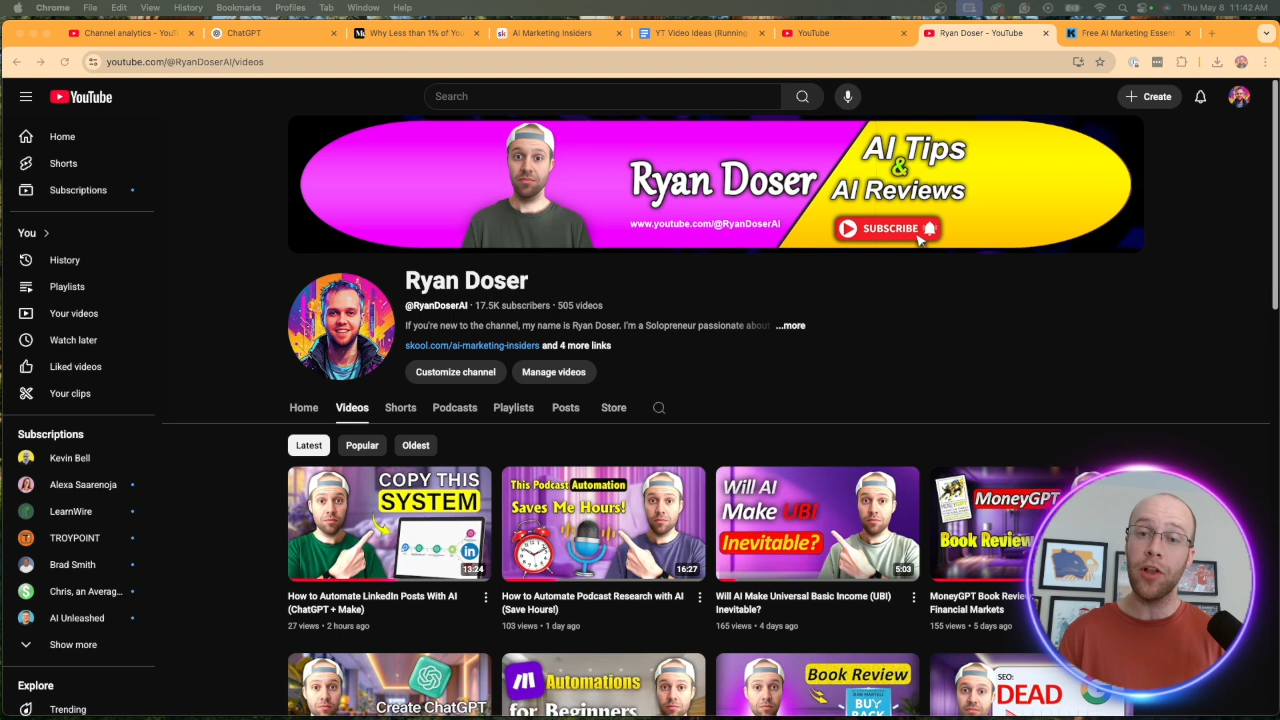 Chrome File Edit View History Bookmarks Profiles Tab Window Help Thu May 8 11:42 AM
Channel analytics - YouT ChatGPT Why Less than 1% of You AI Marketing Insiders YT Video Ideas (Running YouTube Ryan Doser - YouTube Free AI Marketing Essent
youtube.com/@RyanDoserAI/videos
YouTube
Search
Create
Home
Shorts
Subscriptions
You
History
Playlists
Your videos
Watch later
Liked videos
Your clips
Subscriptions
Kevin Bell
Alexa Saarenoja
LearnWire
TROYPOINT
Brad Smith
Chris, an Averag...
AI Unleashed
Show more
Explore
Trending
Ryan Doser
www.youtube.com/@RyanDoserAI
AI Tips
&
AI Reviews
SUBSCRIBE
Ryan Doser
@RyanDoserAI · 17.5K subscribers · 505 videos
If you're new to the channel, my name is Ryan Doser. I'm a Solopreneur passionate about ...more
skool.com/ai-marketing-insiders and 4 more links
Customize channel Manage videos
Home Videos Shorts Podcasts Playlists Posts Store
Latest Popular Oldest
COPY THIS
SYSTEM
in
13:24
How to Automate LinkedIn Posts With AI
(ChatGPT + Make)
27 views · 2 hours ago
This Podcast Automation
Saves Me Hours!
16:27
How to Automate Podcast Research with AI
(Save Hours!)
103 views · 1 day ago
Will AI
Make UBI
Inevitable?
5:03
Will AI Make Universal Basic Income (UBI)
Inevitable?
165 views · 4 days ago
MoneyGPT
Book Review
MoneyGPT Book Review:
Financial Markets
155 views · 5 days ago
Create ChatGPT
Automations
for Beginners
Book Review
BUY
BACK
SEO:
DEAD